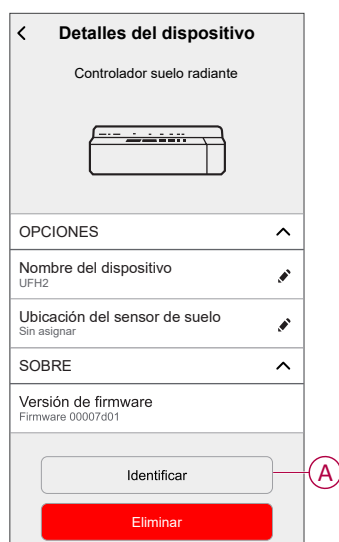 Detalles del dispositivo
Controlador suelo radiante
OPCIONES
Nombre del dispositivo
UFH2
Ubicación del sensor de suelo
Sin asignar
SOBRE
Versión de firmware
Firmware 00007d01
Identificar
A
Eliminar